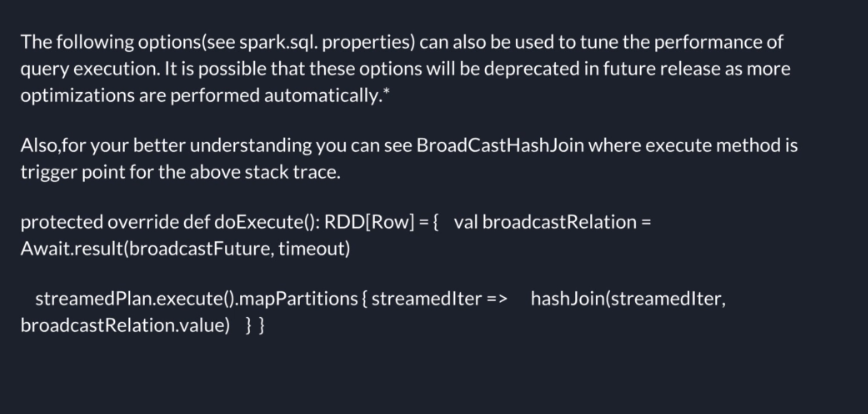 The following options(see spark.sql. properties) can also be used to tune the performance of
query execution. It is possible that these options will be deprecated in future release as more
optimizations are performed automatically.*
Also,for your better understanding you can see BroadCastHashJoin where execute method is
trigger point for the above stack trace.
protected override def doExecute(): RDD[Row] = { val broadcastRelation =
Await.result(broadcastFuture, timeout)
streamedPlan.execute().mapPartitions { streamedIter => hashJoin(streamedIter,
broadcastRelation.value) } }